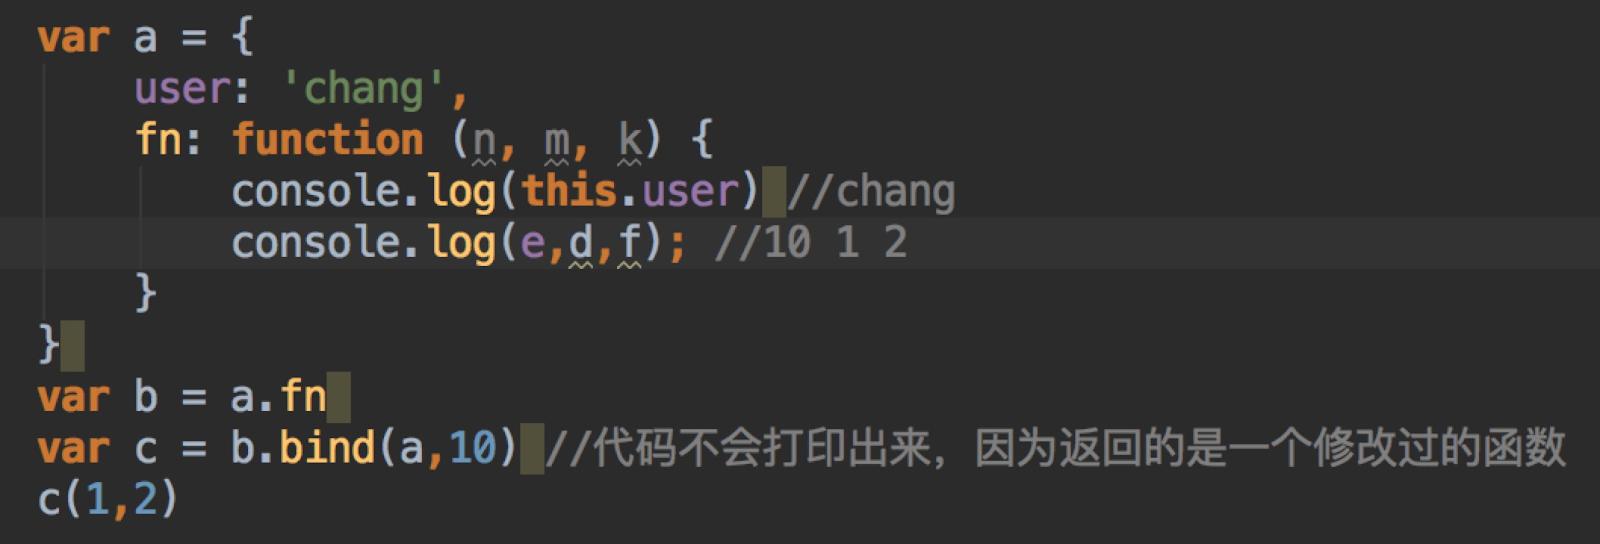 var a = {
    user: 'chang',
    fn: function (n, m, k) {
        console.log(this.user) //chang
        console.log(e,d,f); //10 1 2
    }
}
var b = a.fn
var c = b.bind(a,10) //代码不会打印出来，因为返回的是一个修改过的函数
c(1,2)